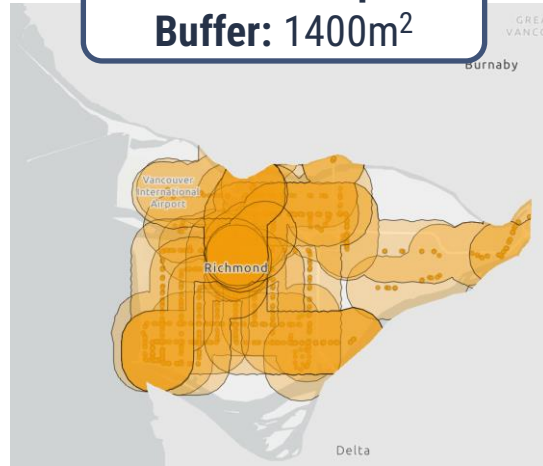 Buffer: 1400m²
Burnaby
Vancouver
International
Airport
Richmond
Delta